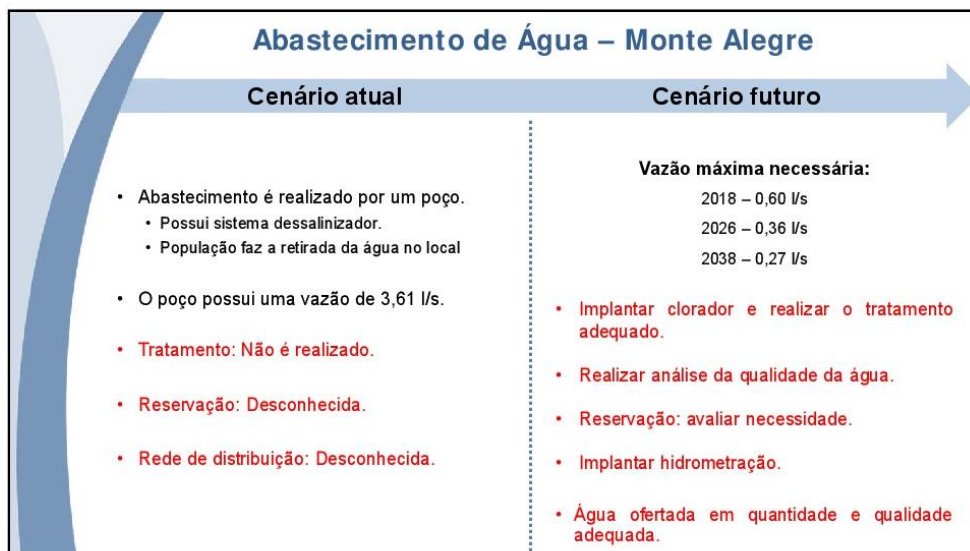 Abastecimento de Água – Monte Alegre
Cenário atual
• Abastecimento é realizado por um poço.
• Possui sistema dessalinizador.
• População faz a retirada da água no local
• O poço possui uma vazão de 3,61 l/s.
• Tratamento: Não é realizado.
• Reservação: Desconhecida.
• Rede de distribuição: Desconhecida.
Cenário futuro
Vazão máxima necessária:
2018 – 0,60 l/s
2026 – 0,36 l/s
2038 – 0,27 l/s
• Implantar clorador e realizar o tratamento
adequado.
• Realizar análise da qualidade da água.
• Reservação: avaliar necessidade.
• Implantar hidrometração.
• Água ofertada em quantidade e qualidade
adequada.